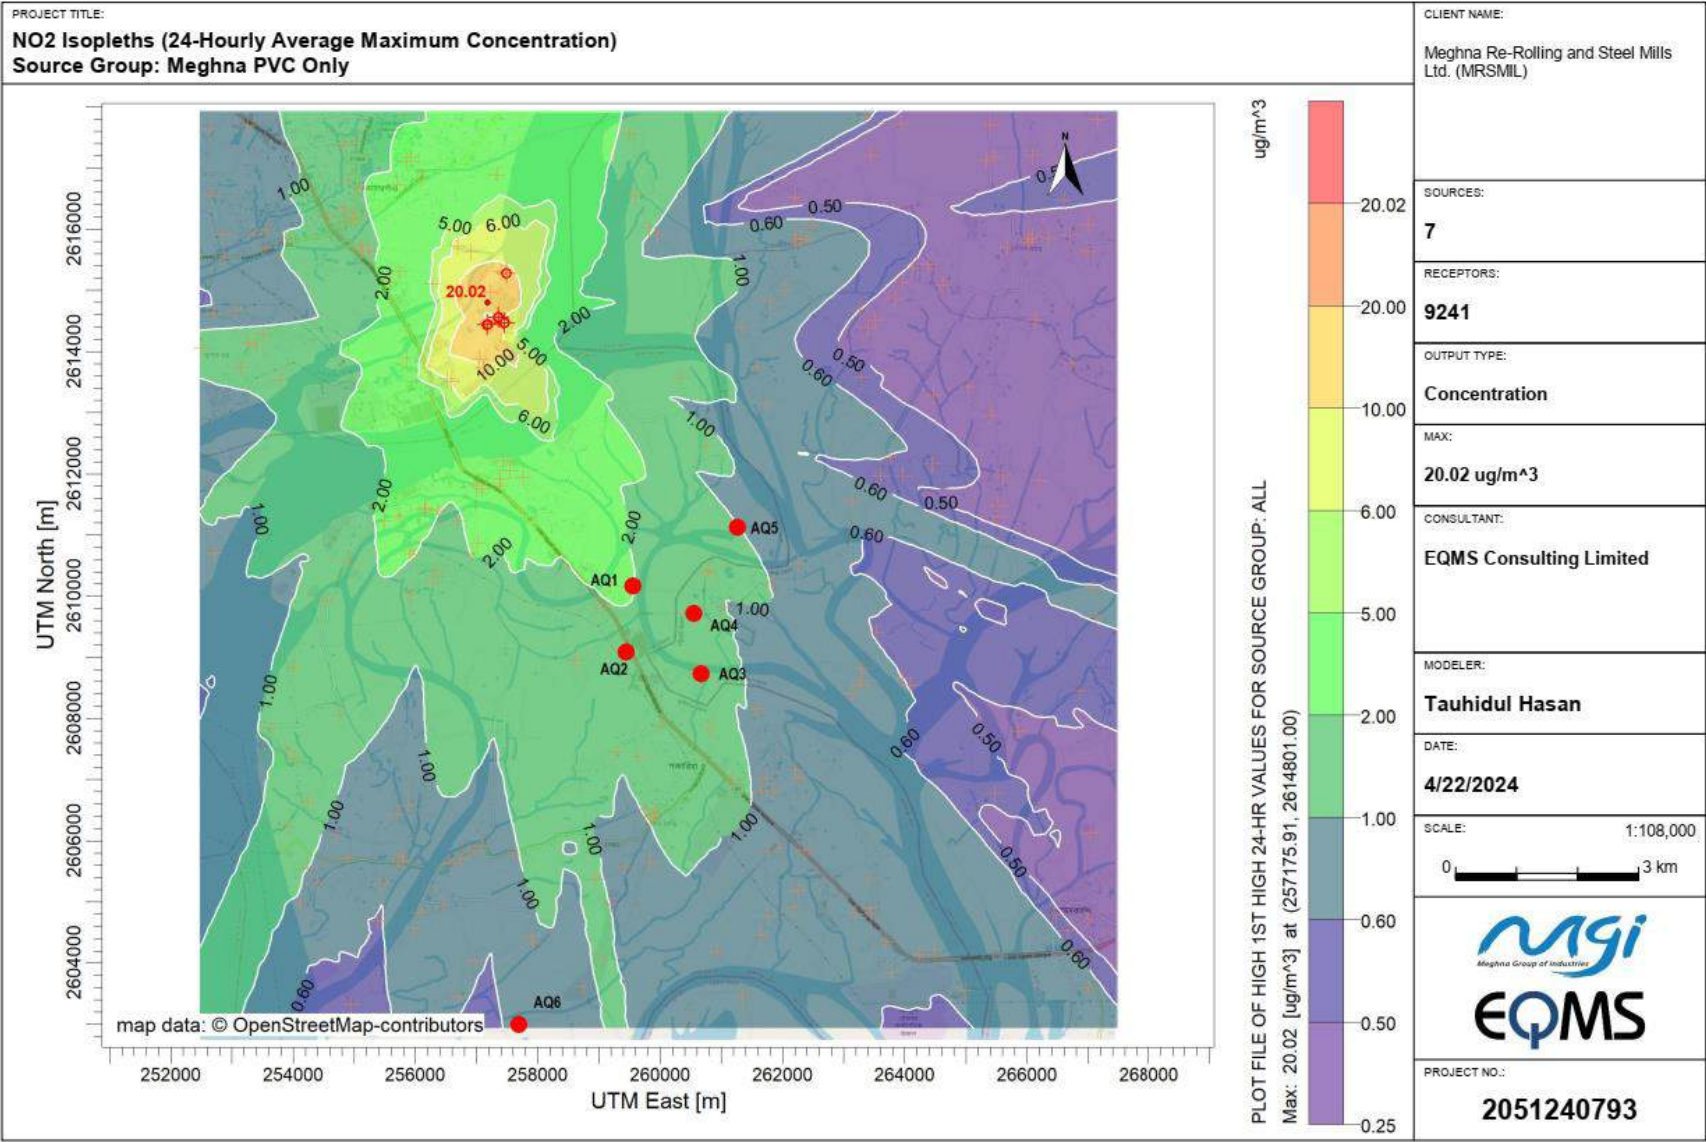 PROJECT TITLE:
NO2 Isopleths (24-Hourly Average Maximum Concentration)
Source Group: Meghna PVC Only
CLIENT NAME:
Meghna Re-Rolling and Steel Mills
Ltd. (MRSMIL)
SOURCES:
7
RECEPTORS:
9241
OUTPUT TYPE:
Concentration
MAX:
20.02 ug/m^3
CONSULTANT:
EQMS Consulting Limited
MODELER:
Tauhidul Hasan
DATE:
4/22/2024
SCALE:
1:108,000
0
3 km
mgi
Meghna Group of Industries
EQMS
PROJECT NO.:
2051240793
UTM North [m]
2616000
2614000
2612000
2610000
2608000
2606000
2604000
N
1.00
0.50
0.60
5.00
6.00
1.00
2.00
20.02
2.00
5.00
10.00
0.50
0.60
6.00
1.00
2.00
0.60
0.50
1.00
2.00
2.00
0.60
AQ5
AQ1
1.00
AQ4
AQ2
AQ3
1.00
0.60
0.50
1.00
1.00
1.00
1.00
0.50
1.00
0.60
0.60
AQ6
map data: © OpenStreetMap-contributors
252000
254000
256000
258000
260000
262000
264000
266000
268000
UTM East [m]
PLOT FILE OF HIGH 1ST HIGH 24-HR VALUES FOR SOURCE GROUP: ALL
Max: 20.02 [ug/m^3] at (257175.91, 2614801.00)
ug/m^3
20.02
20.00
10.00
6.00
5.00
2.00
1.00
0.60
0.50
0.25